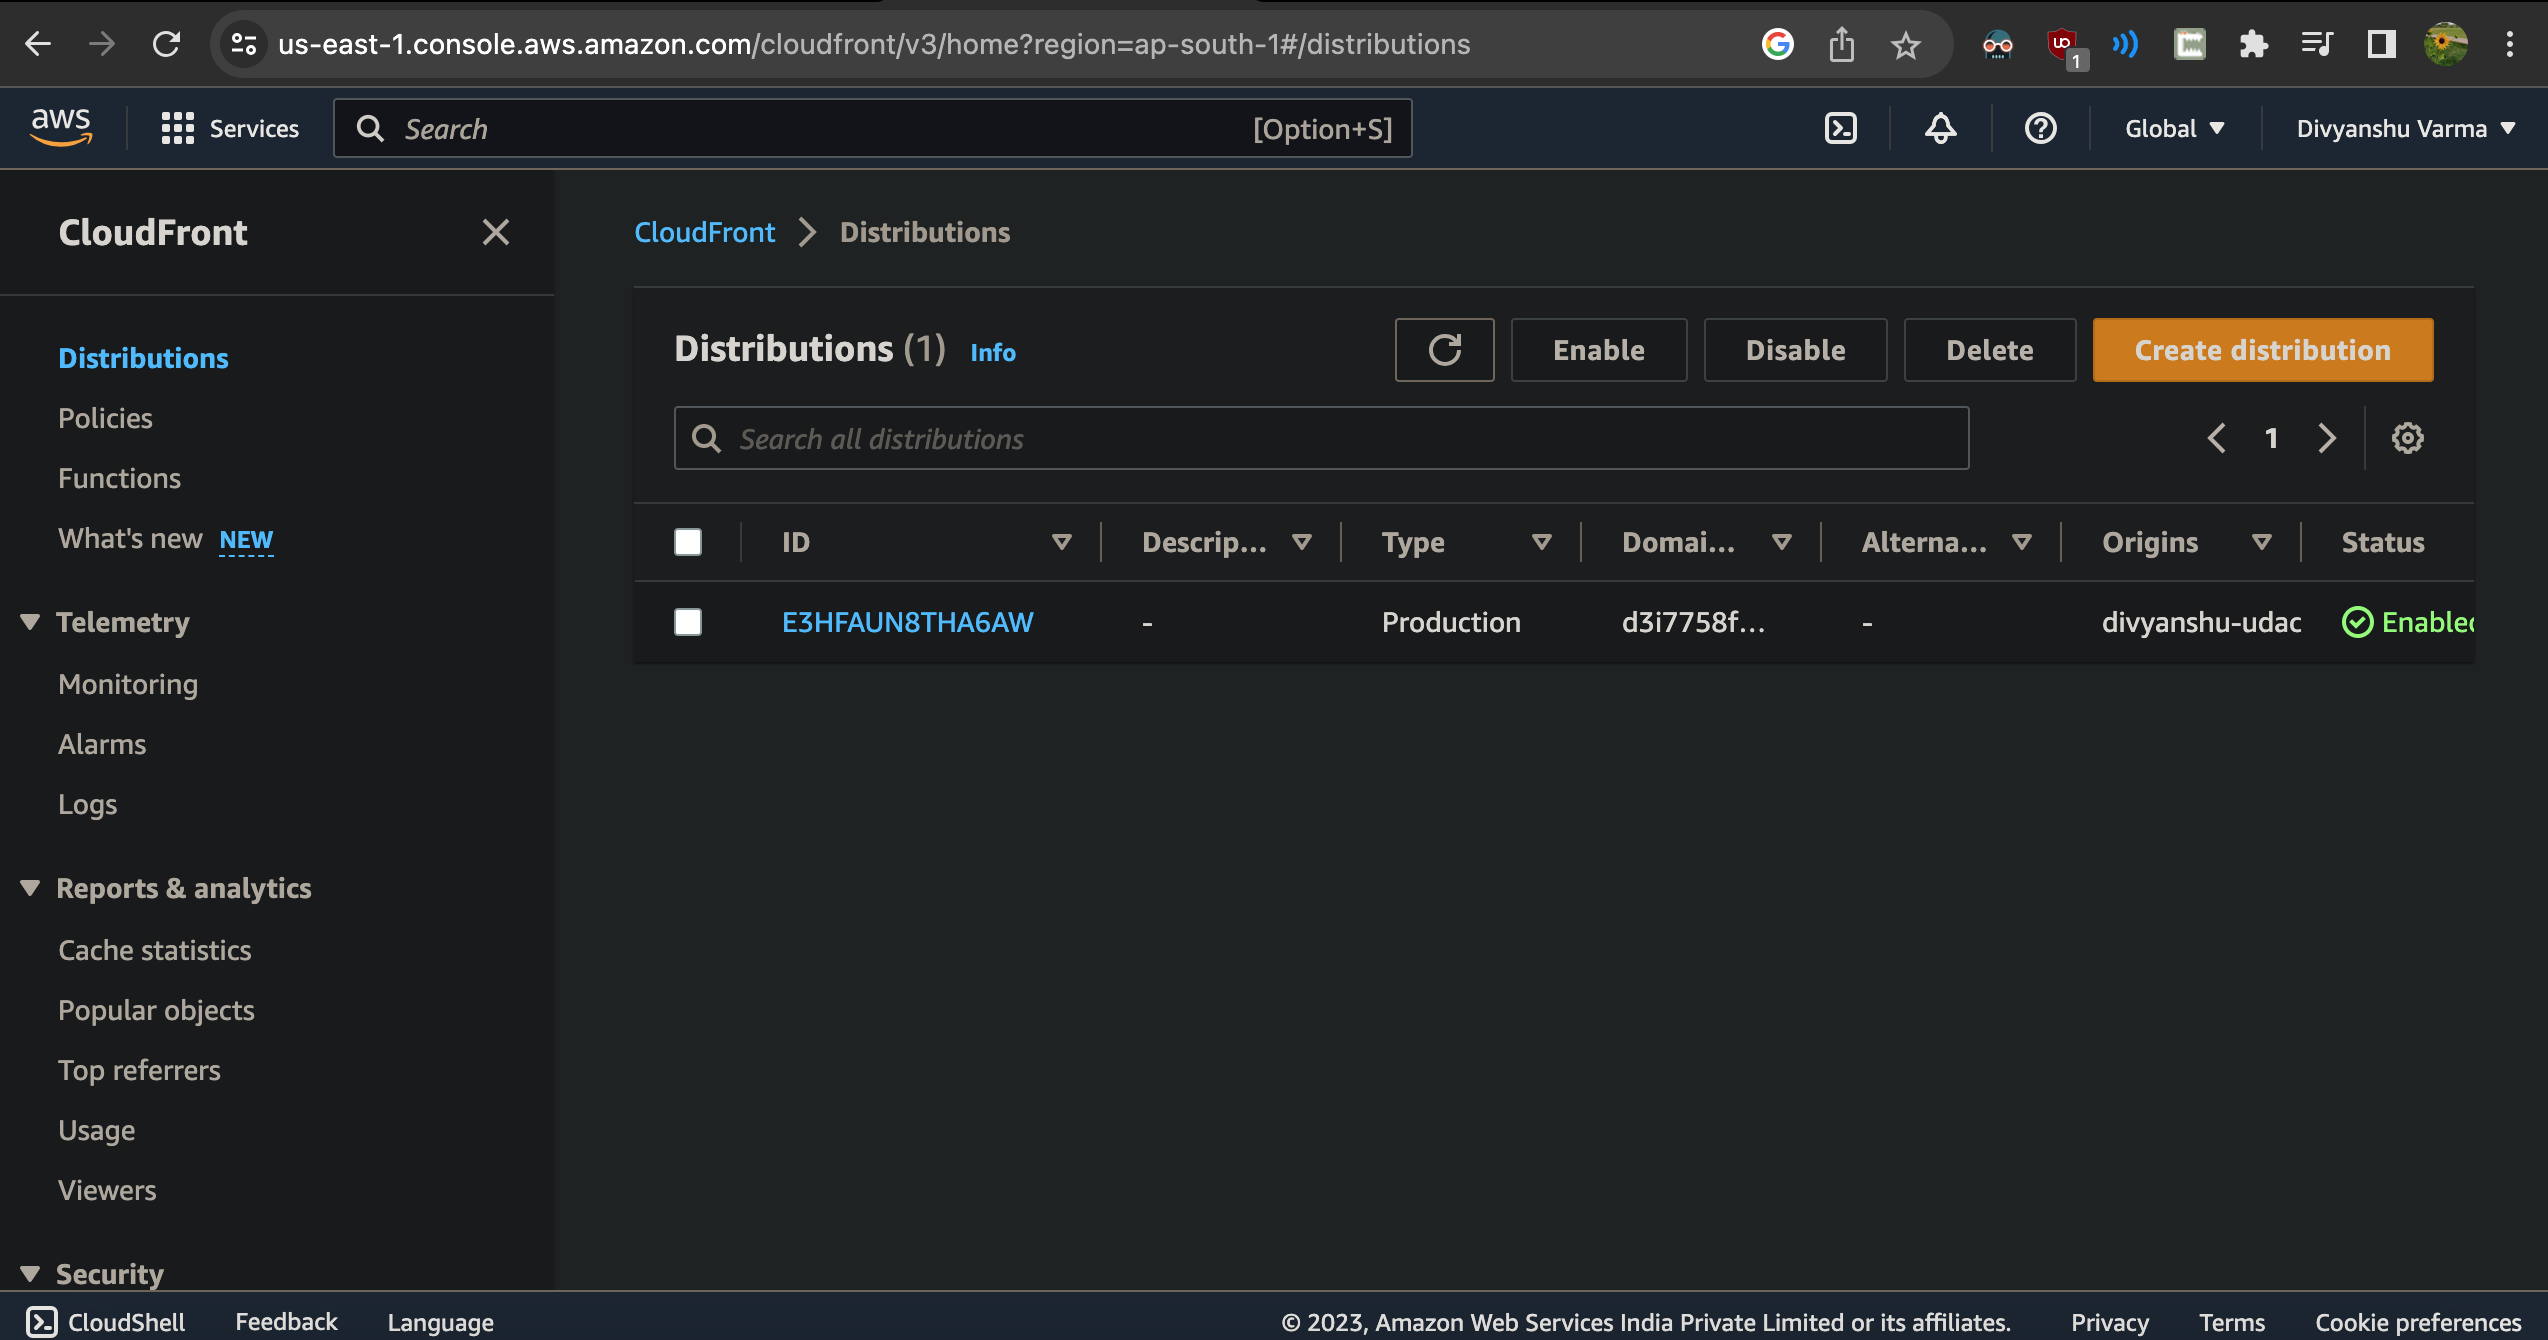 us-east-1.console.aws.amazon.com/cloudfront/v3/home?region=ap-south-1#/distributions
1
aws
Services
Search
[Option+S]
Global
Divyanshu Varma
CloudFront
CloudFront
Distributions
Distributions (1)
Info
Enable
Disable
Delete
Create distribution
Search all distributions
1
Distributions
Policies
Functions
What's new NEW
ID
Descrip...
Type
Domai...
Alterna...
Origins
Status
E3HFAUN8THA6AW
-
Production
d3i7758f...
-
divyanshu-udac
Enabled
Telemetry
Monitoring
Alarms
Logs
Reports & analytics
Cache statistics
Popular objects
Top referrers
Usage
Viewers
Security
CloudShell
Feedback
Language
© 2023, Amazon Web Services India Private Limited or its affiliates.
Privacy
Terms
Cookie preferences